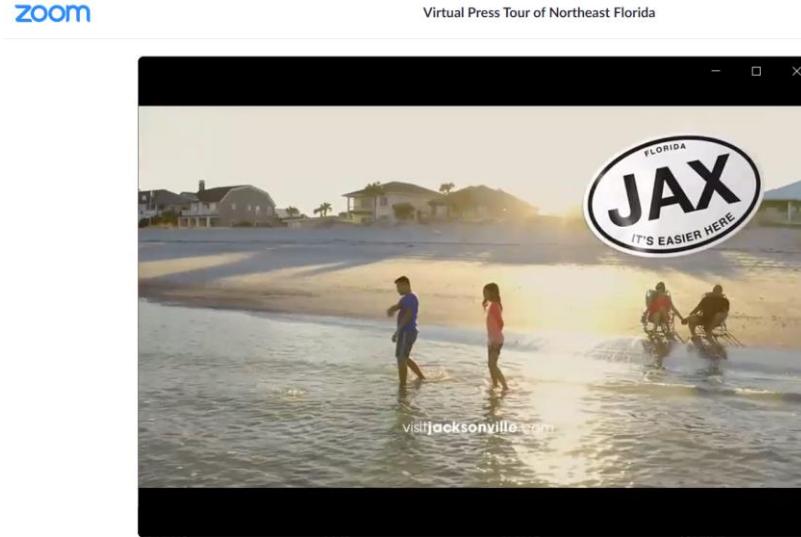 zoom
Virtual Press Tour of Northeast Florida
FLORIDA
JAX
IT'S EASIER HERE
visitjacksonville.com